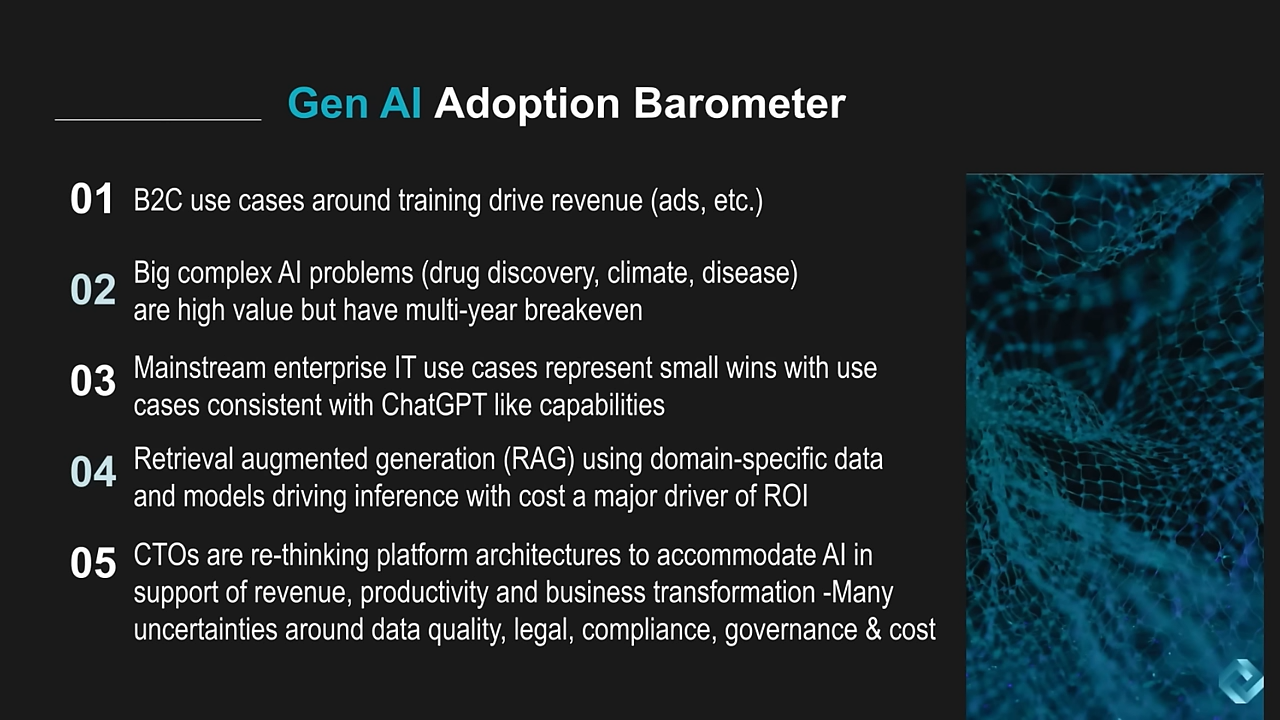 Gen AI Adoption Barometer
01 B2C use cases around training drive revenue (ads, etc.)
02 Big complex AI problems (drug discovery, climate, disease)
are high value but have multi-year breakeven
03 Mainstream enterprise IT use cases represent small wins with use
cases consistent with ChatGPT like capabilities
04 Retrieval augmented generation (RAG) using domain-specific data
and models driving inference with cost a major driver of ROI
05 CTOs are re-thinking platform architectures to accommodate AI in
support of revenue, productivity and business transformation -Many
uncertainties around data quality, legal, compliance, governance & cost